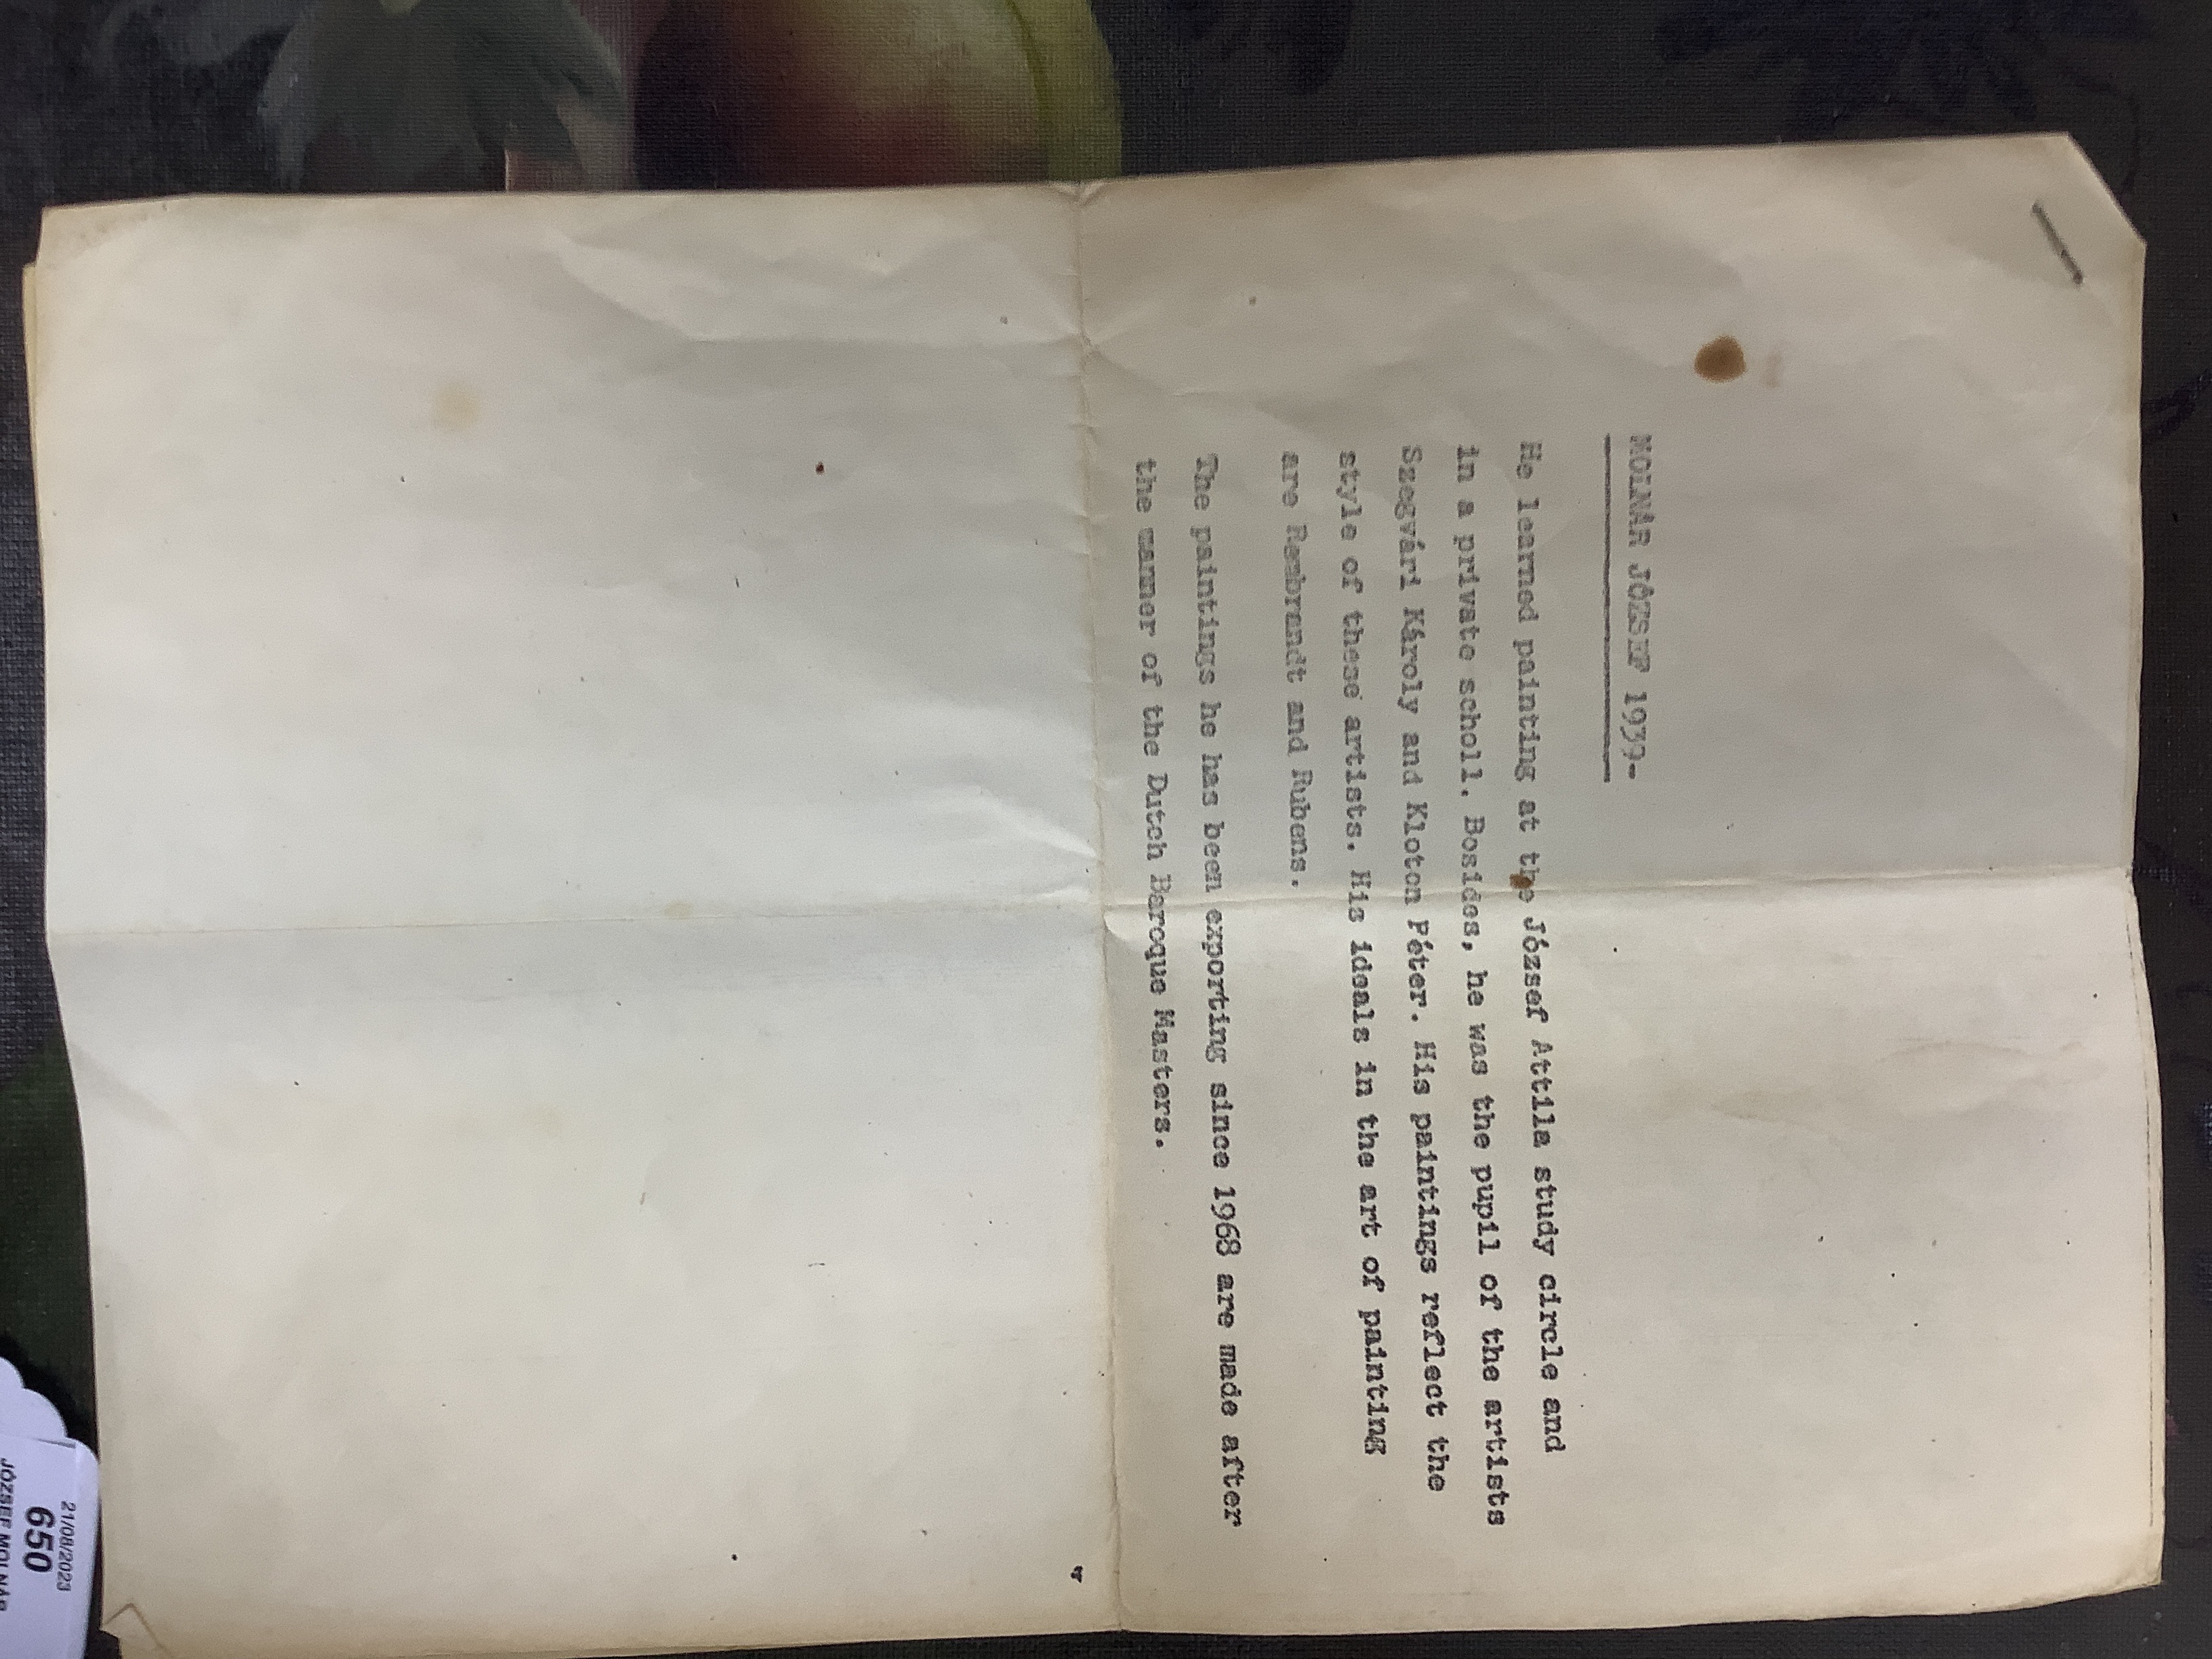 MOLNÁR JÓZSEF 1939-
He learned painting at the József Attila study circle and
in a private scholl. Besides, he was the pupil of the artists
Szegvári Károly and Kloton Péter. His paintings reflect the
style of these artists. His ideals in the art of painting
are Rembrandt and Rubens.
The paintings he has been exporting since 1968 are made after
the manner of the Dutch Baroque Masters.
21/08/2023
650
JÓZSEF MOLNÁR